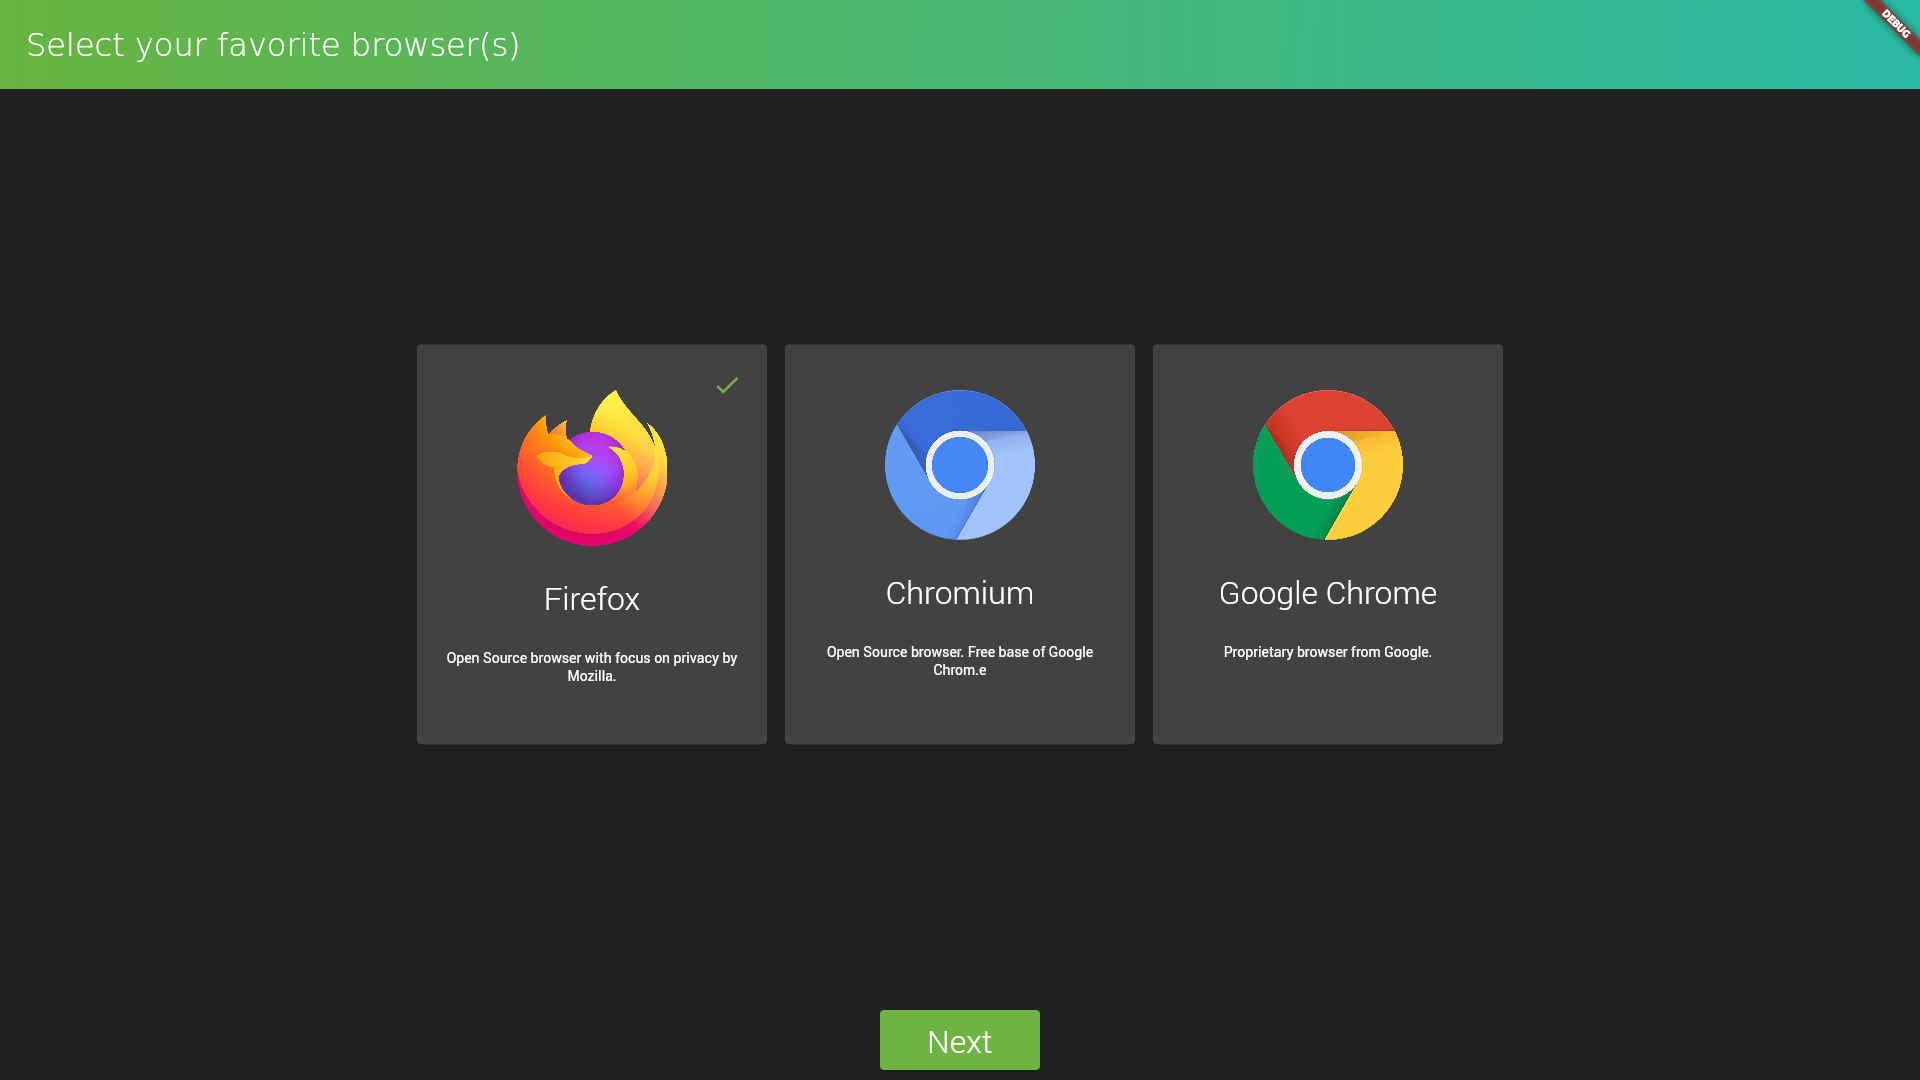 Select your favorite browser(s)
DEBUG
Firefox
Open Source browser with focus on privacy by
Mozilla.
Chromium
Open Source browser. Free base of Google
Chrom.e
Google Chrome
Proprietary browser from Google.
Next